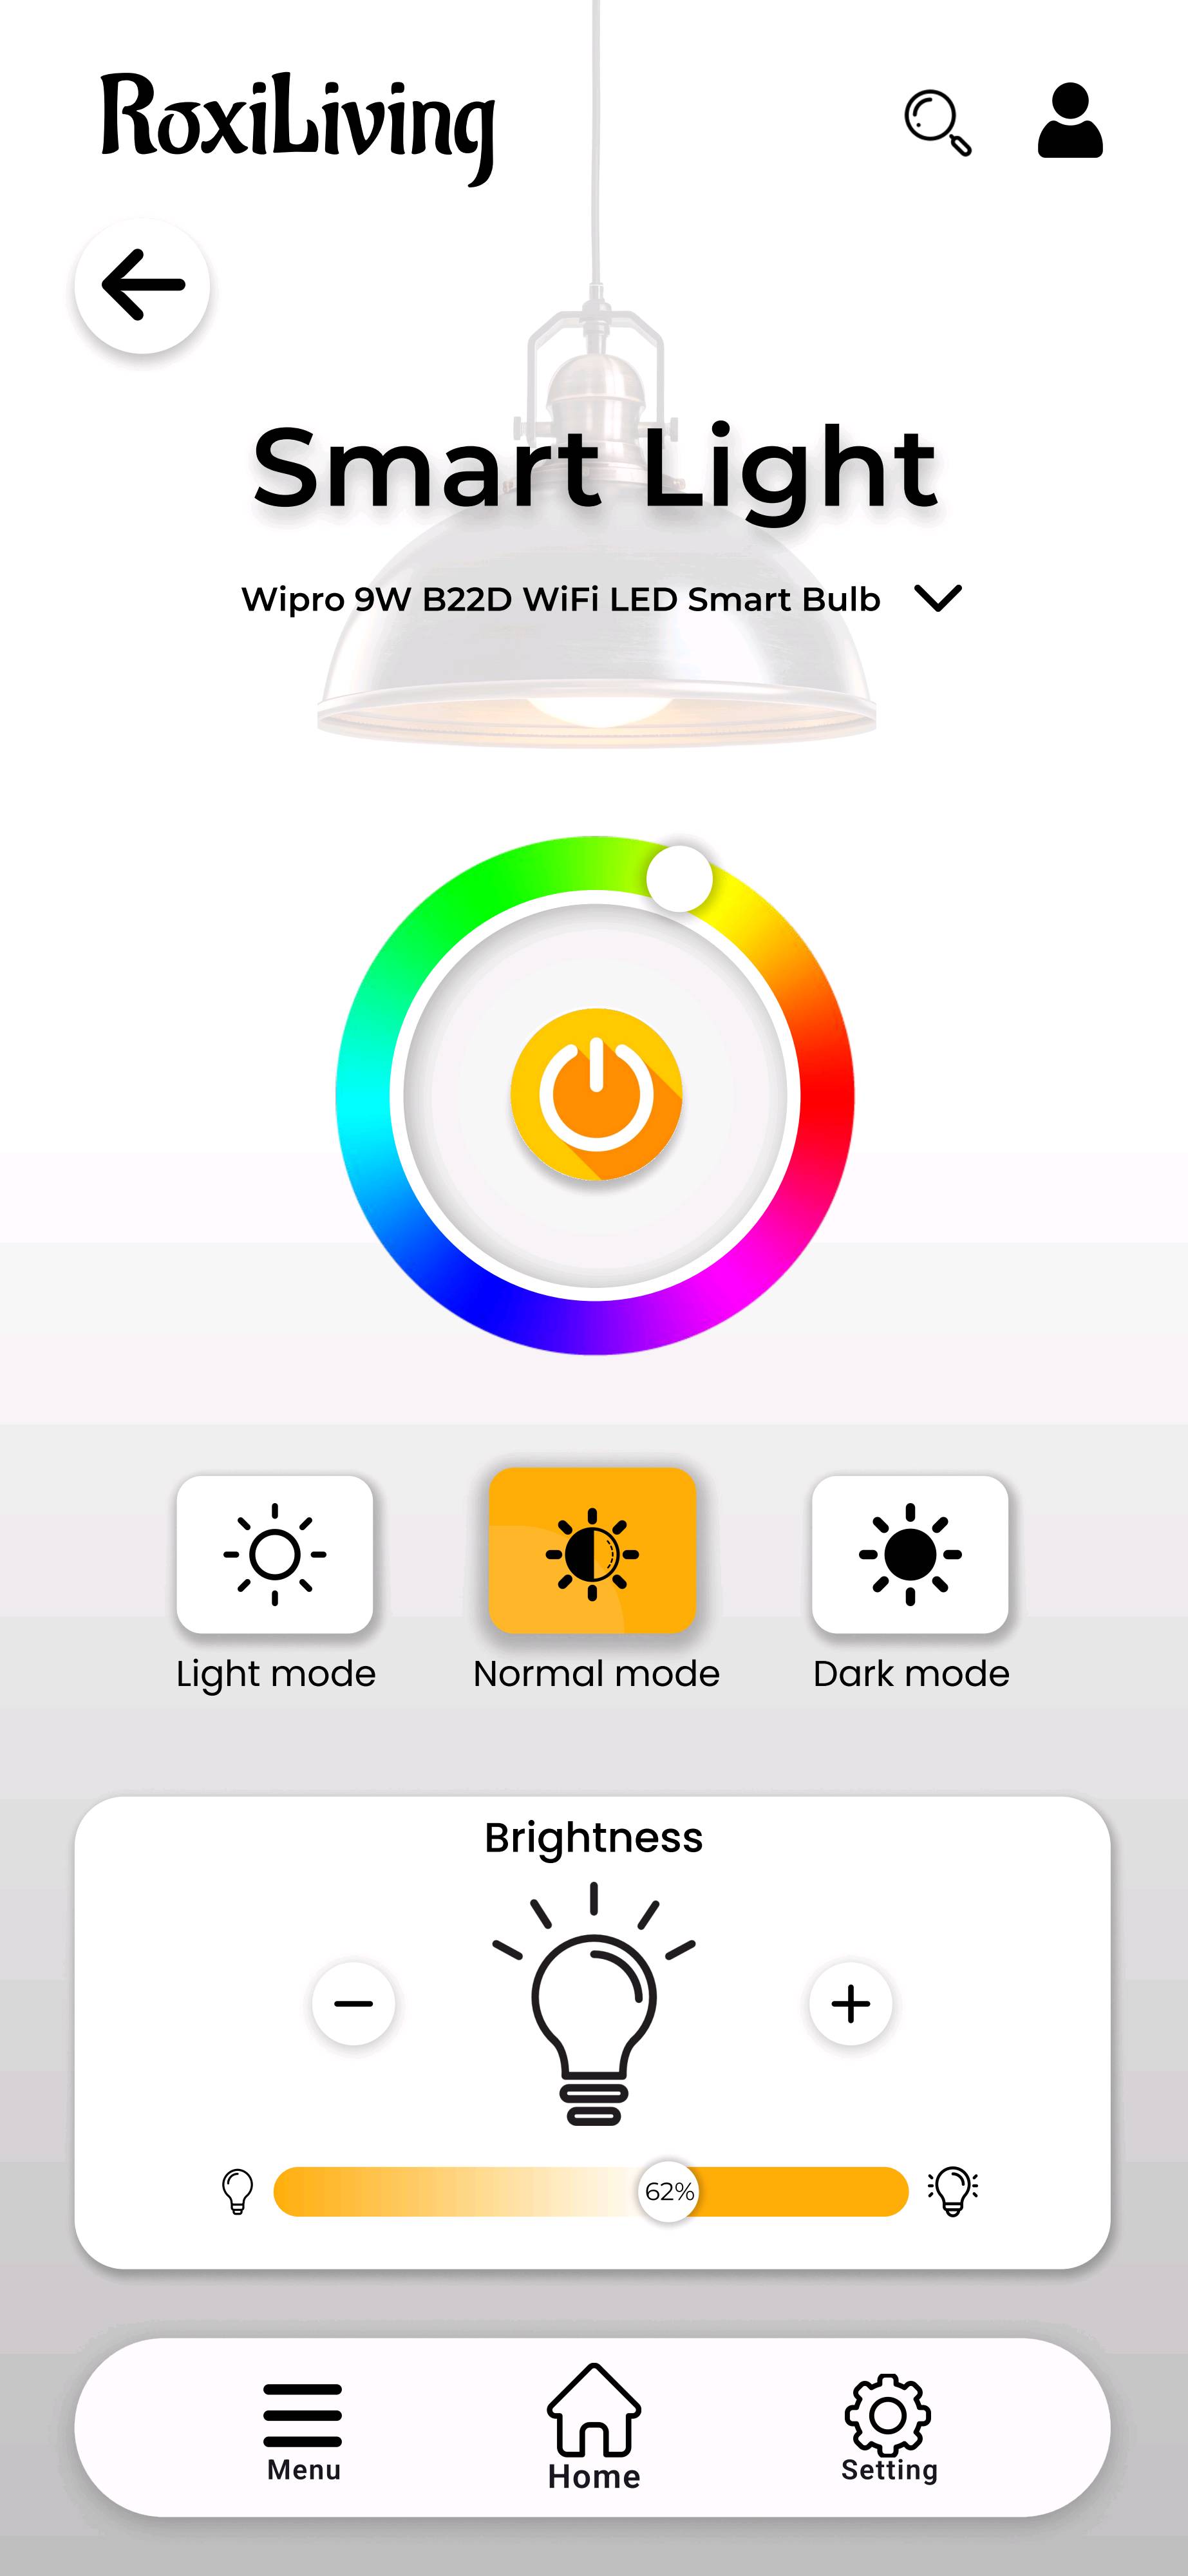 RoxiLiving
Smart Light
Wipro 9W B22D WiFi LED Smart Bulb
Light mode
Normal mode
Dark mode
Brightness
62%
Menu
Home
Setting